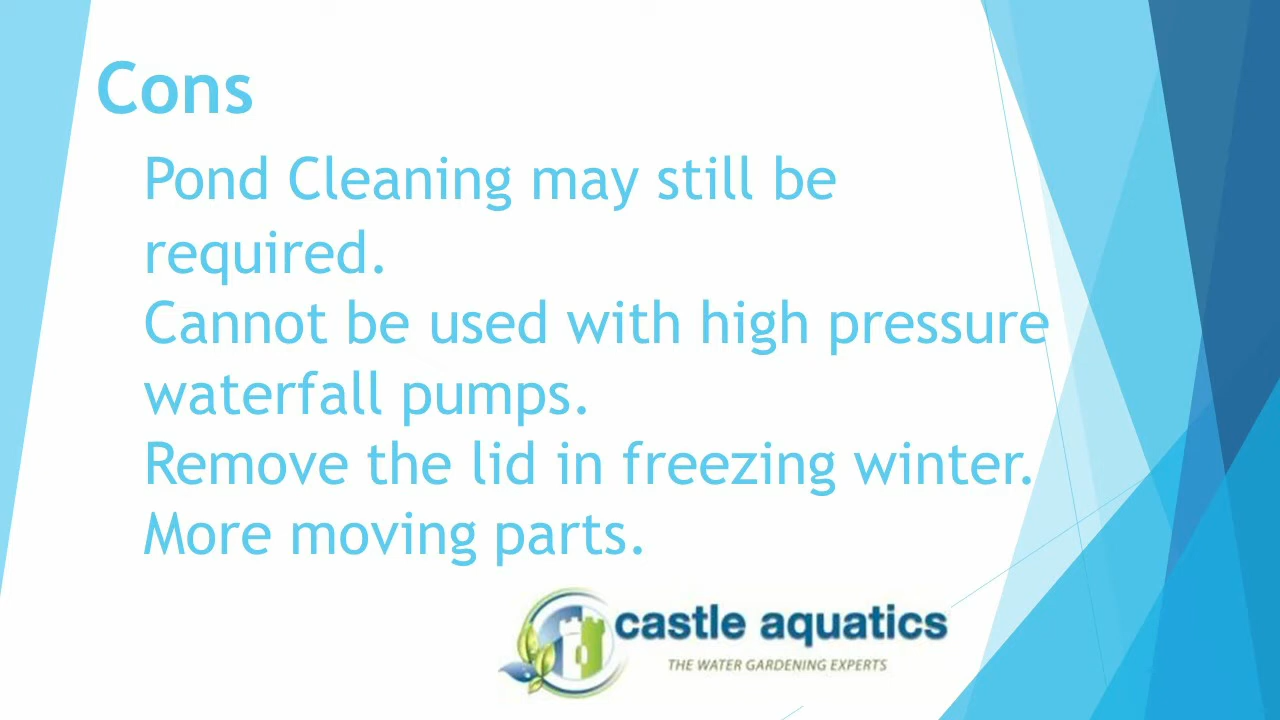 Cons
Pond Cleaning may still be
required.
Cannot be used with high pressure
waterfall pumps.
Remove the lid in freezing winter.
More moving parts.
castle aquatics
THE WATER GARDENING EXPERTS